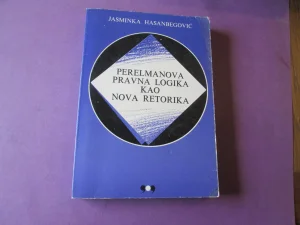 JASMINKA HASANBEGOVIĆ
PERELMANOVA
PRAVNA LOGIKA
KAO
NOVA RETORIKA